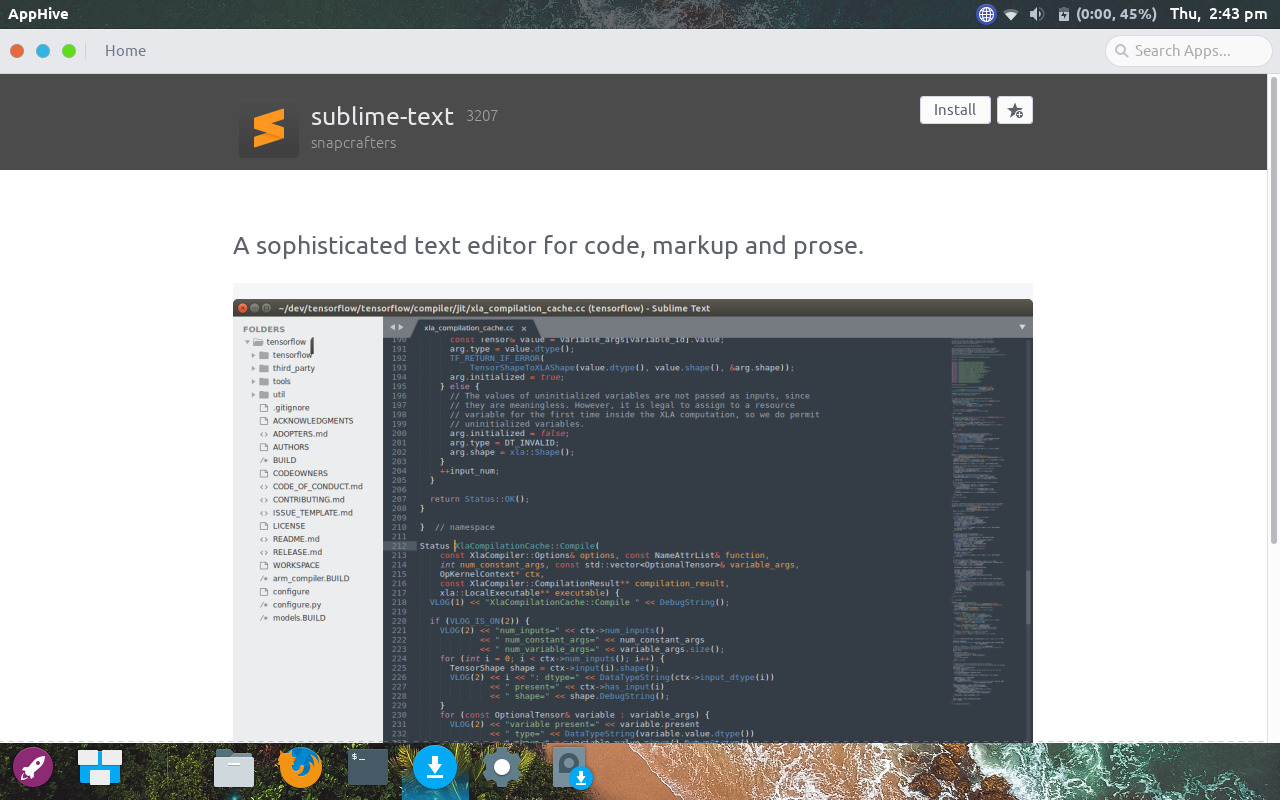 AppHive
(0:00, 45%) Thu, 2:43 pm
Home
Search Apps...
sublime-text 3207
snapcrafters
Install
A sophisticated text editor for code, markup and prose.
~/dev/tensorflow/tensorflow/compiler/jit/xla_compilation_cache.cc (tensorflow) - Sublime Text
FOLDERS
tensorflow
tensorflow
third_party
tools
util
.gitignore
ACKNOWLEDGMENTS
ADOPTERS.md
AUTHORS
BUILD
CODEOWNERS
CODE_OF_CONDUCT.md
CONTRIBUTING.md
ISSUE_TEMPLATE.md
LICENSE
README.md
RELEASE.md
WORKSPACE
arm_compiler.BUILD
configure
configure.py
models.BUILD
xla_compilation_cache.cc ×
190 const Tensor& value = variable_args[variable_id].value;
191 arg.type = value.dtype();
192 TF_RETURN_IF_ERROR(
193 TensorShapeToXLAShape(value.dtype(), value.shape(), &arg.shape));
194 arg.initialized = true;
195 } else {
196 // The values of uninitialized variables are not passed as inputs, since
197 // they are meaningless. However, it is legal to assign to a resource
198 // variable for the first time inside the XLA computation, so we do permit
199 // uninitialized variables.
200 arg.initialized = false;
201 arg.type = DT_INVALID;
202 arg.shape = xla::Shape();
203 }
204 ++input_num;
205 }
206
207 return Status::OK();
208 }
209
210 } // namespace
211
212 Status XlaCompilationCache::Compile(
213 const XlaCompiler::Options& options, const NameAttrList& function,
214 int num_constant_args, const std::vector<OptionalTensor>& variable_args,
215 OpKernelContext* ctx,
216 const XlaCompiler::CompilationResult** compilation_result,
217 xla::LocalExecutable** executable) {
218 VLOG(1) << "XlaCompilationCache::Compile " << DebugString();
219
220 if (VLOG_IS_ON(2)) {
221 VLOG(2) << "num_inputs=" << ctx->num_inputs()
222 << " num_constant_args=" << num_constant_args
223 << " num_variable_args=" << variable_args.size();
224 for (int i = 0; i < ctx->num_inputs(); i++) {
225 TensorShape shape = ctx->input(i).shape();
226 VLOG(2) << i << ": dtype=" << DataTypeString(ctx->input_dtype(i))
227 << " present=" << ctx->has_input(i)
228 << " shape=" << shape.DebugString();
229 }
230 for (const OptionalTensor& variable : variable_args) {
231 VLOG(2) << "variable present=" << variable.present
232 << " type=" << DataTypeString(variable.value.dtype())
$_